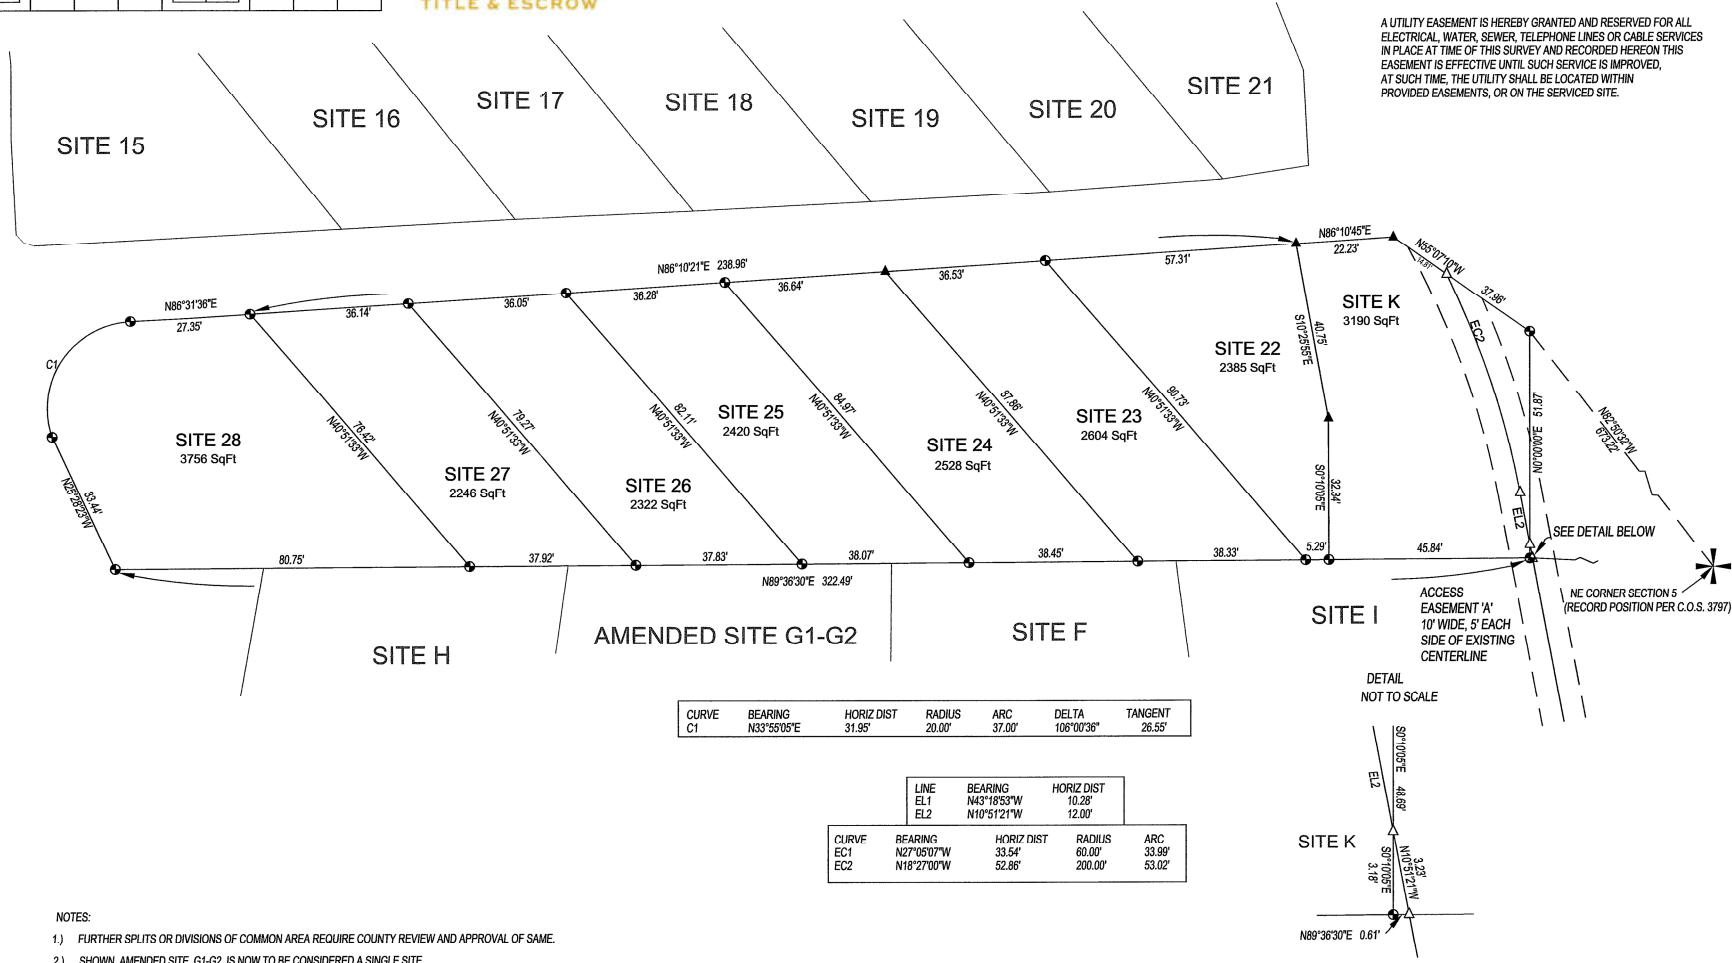 TITLE & ESCROW
A UTILITY EASEMENT IS HEREBY GRANTED AND RESERVED FOR ALL
ELECTRICAL, WATER, SEWER, TELEPHONE LINES OR CABLE SERVICES
IN PLACE AT TIME OF THIS SURVEY AND RECORDED HEREON THIS
EASEMENT IS EFFECTIVE UNTIL SUCH SERVICE IS IMPROVED,
AT SUCH TIME, THE UTILITY SHALL BE LOCATED WITHIN
PROVIDED EASEMENTS, OR ON THE SERVICED SITE.
SITE 15
SITE 16
SITE 17
SITE 18
SITE 19
SITE 20
SITE 21
N86°31'36"E
27.35'
36.14'
36.05'
N86°10'21"E 238.96'
36.28'
36.64'
36.53'
57.31'
N86°10'45"E
22.23'
N55°07'10"W
14.81'
37.96'
C1
SITE 28
3756 SqFt
33.44'
N25°28'23"W
76.42'
N40°51'33"W
SITE 27
2246 SqFt
79.27'
N40°51'33"W
SITE 26
2322 SqFt
82.11'
N40°51'33"W
SITE 25
2420 SqFt
84.97'
N40°51'33"W
SITE 24
2528 SqFt
87.86'
N40°51'33"W
SITE 23
2604 SqFt
90.73'
N40°51'33"W
SITE 22
2385 SqFt
40.75'
S10°25'55"E
32.34'
S0°10'05"E
SITE K
3190 SqFt
EC2
EL2
N0°00'00"E 51.87
N82°50'32"W
673.22'
SEE DETAIL BELOW
80.75'
37.92'
37.83'
38.07'
N89°36'30"E 322.49'
38.45'
38.33'
5.29'
45.84'
SITE H
AMENDED SITE G1-G2
SITE F
SITE I
ACCESS
EASEMENT 'A'
10' WIDE, 5' EACH
SIDE OF EXISTING
CENTERLINE
NE CORNER SECTION 5
(RECORD POSITION PER C.O.S. 3797)
DETAIL
NOT TO SCALE
CURVE BEARING HORIZ DIST RADIUS ARC DELTA TANGENT
C1 N33°55'05"E 31.95' 20.00' 37.00' 106°00'36" 26.55'
LINE BEARING HORIZ DIST
EL1 N43°18'53"W 10.28'
EL2 N10°51'21"W 12.00'
CURVE BEARING HORIZ DIST RADIUS ARC
EC1 N27°05'07"W 33.54' 60.00' 33.99'
EC2 N18°27'00"W 52.86' 200.00' 53.02'
S0°10'05"E 48.69'
EL2
SITE K
S0°10'05"E
3.18'
3.23'
N10°51'21"W
N89°36'30"E 0.61'
NOTES:
1.) FURTHER SPLITS OR DIVISIONS OF COMMON AREA REQUIRE COUNTY REVIEW AND APPROVAL OF SAME.
2.) SHOWN, AMENDED SITE, G1-G2, IS NOW TO BE CONSIDERED A SINGLE SITE